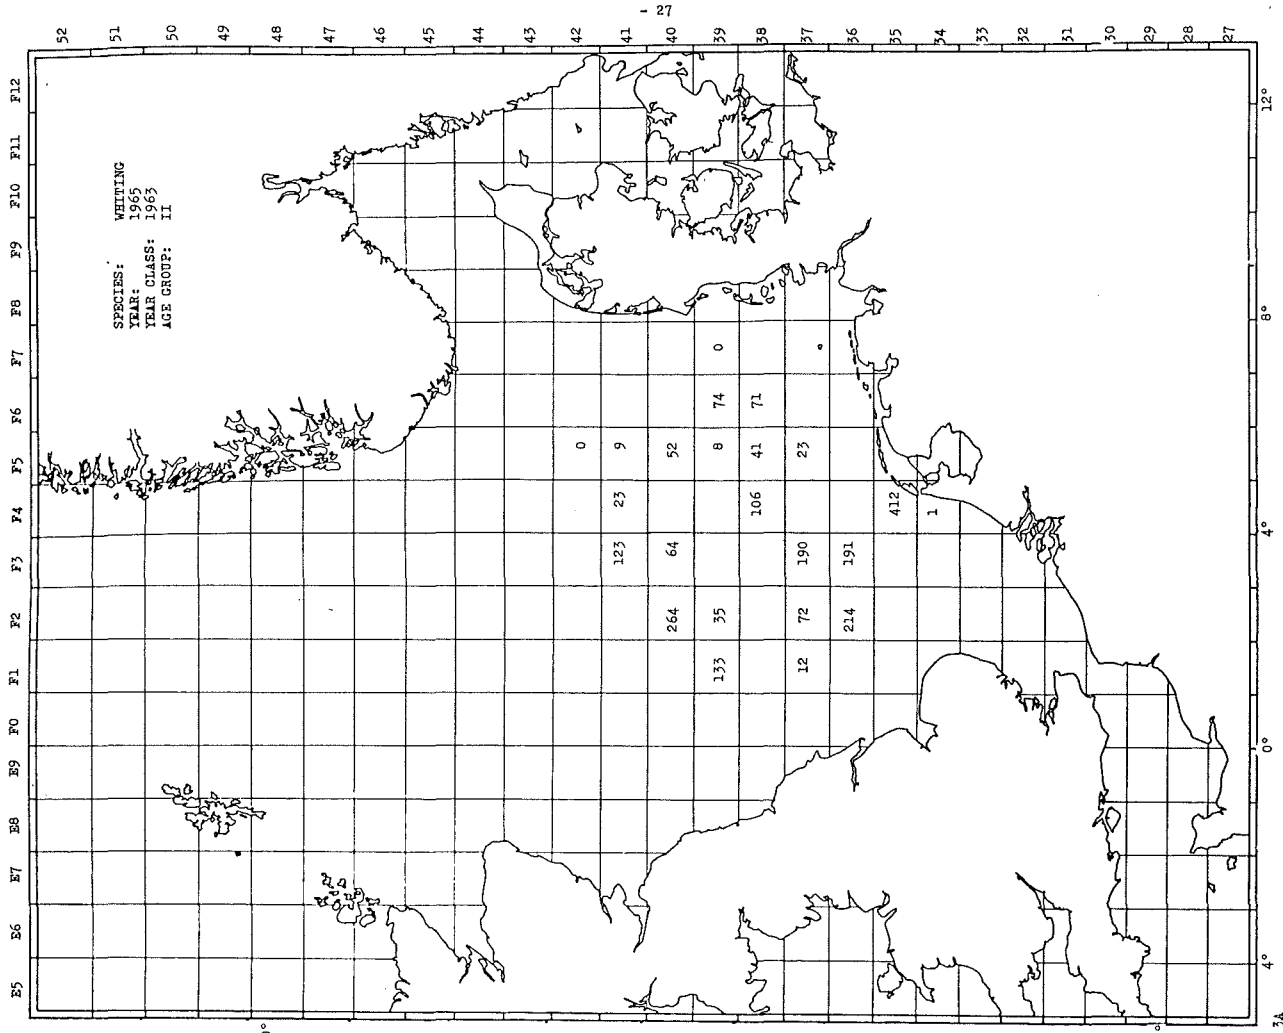 - 27
E5 E6 E7 E8 E9 F0 F1 F2 F3 F4 F5 F6 F7 F8 F9 F10 F11 F12
52
51
SPECIES: WHITING
YEAR: 1965
YEAR CLASS: 1963
AGE GROUP: II
50
49
48
47
46
45
44
43
0 42
123 23 9 41
264 64 52 40
133 35 8 74 0 39
106 41 71 38
12 72 190 23 37
214 191 36
412 35
1 34
33
32
31
30
29
28
27
4° 0° 4° 8° 12°